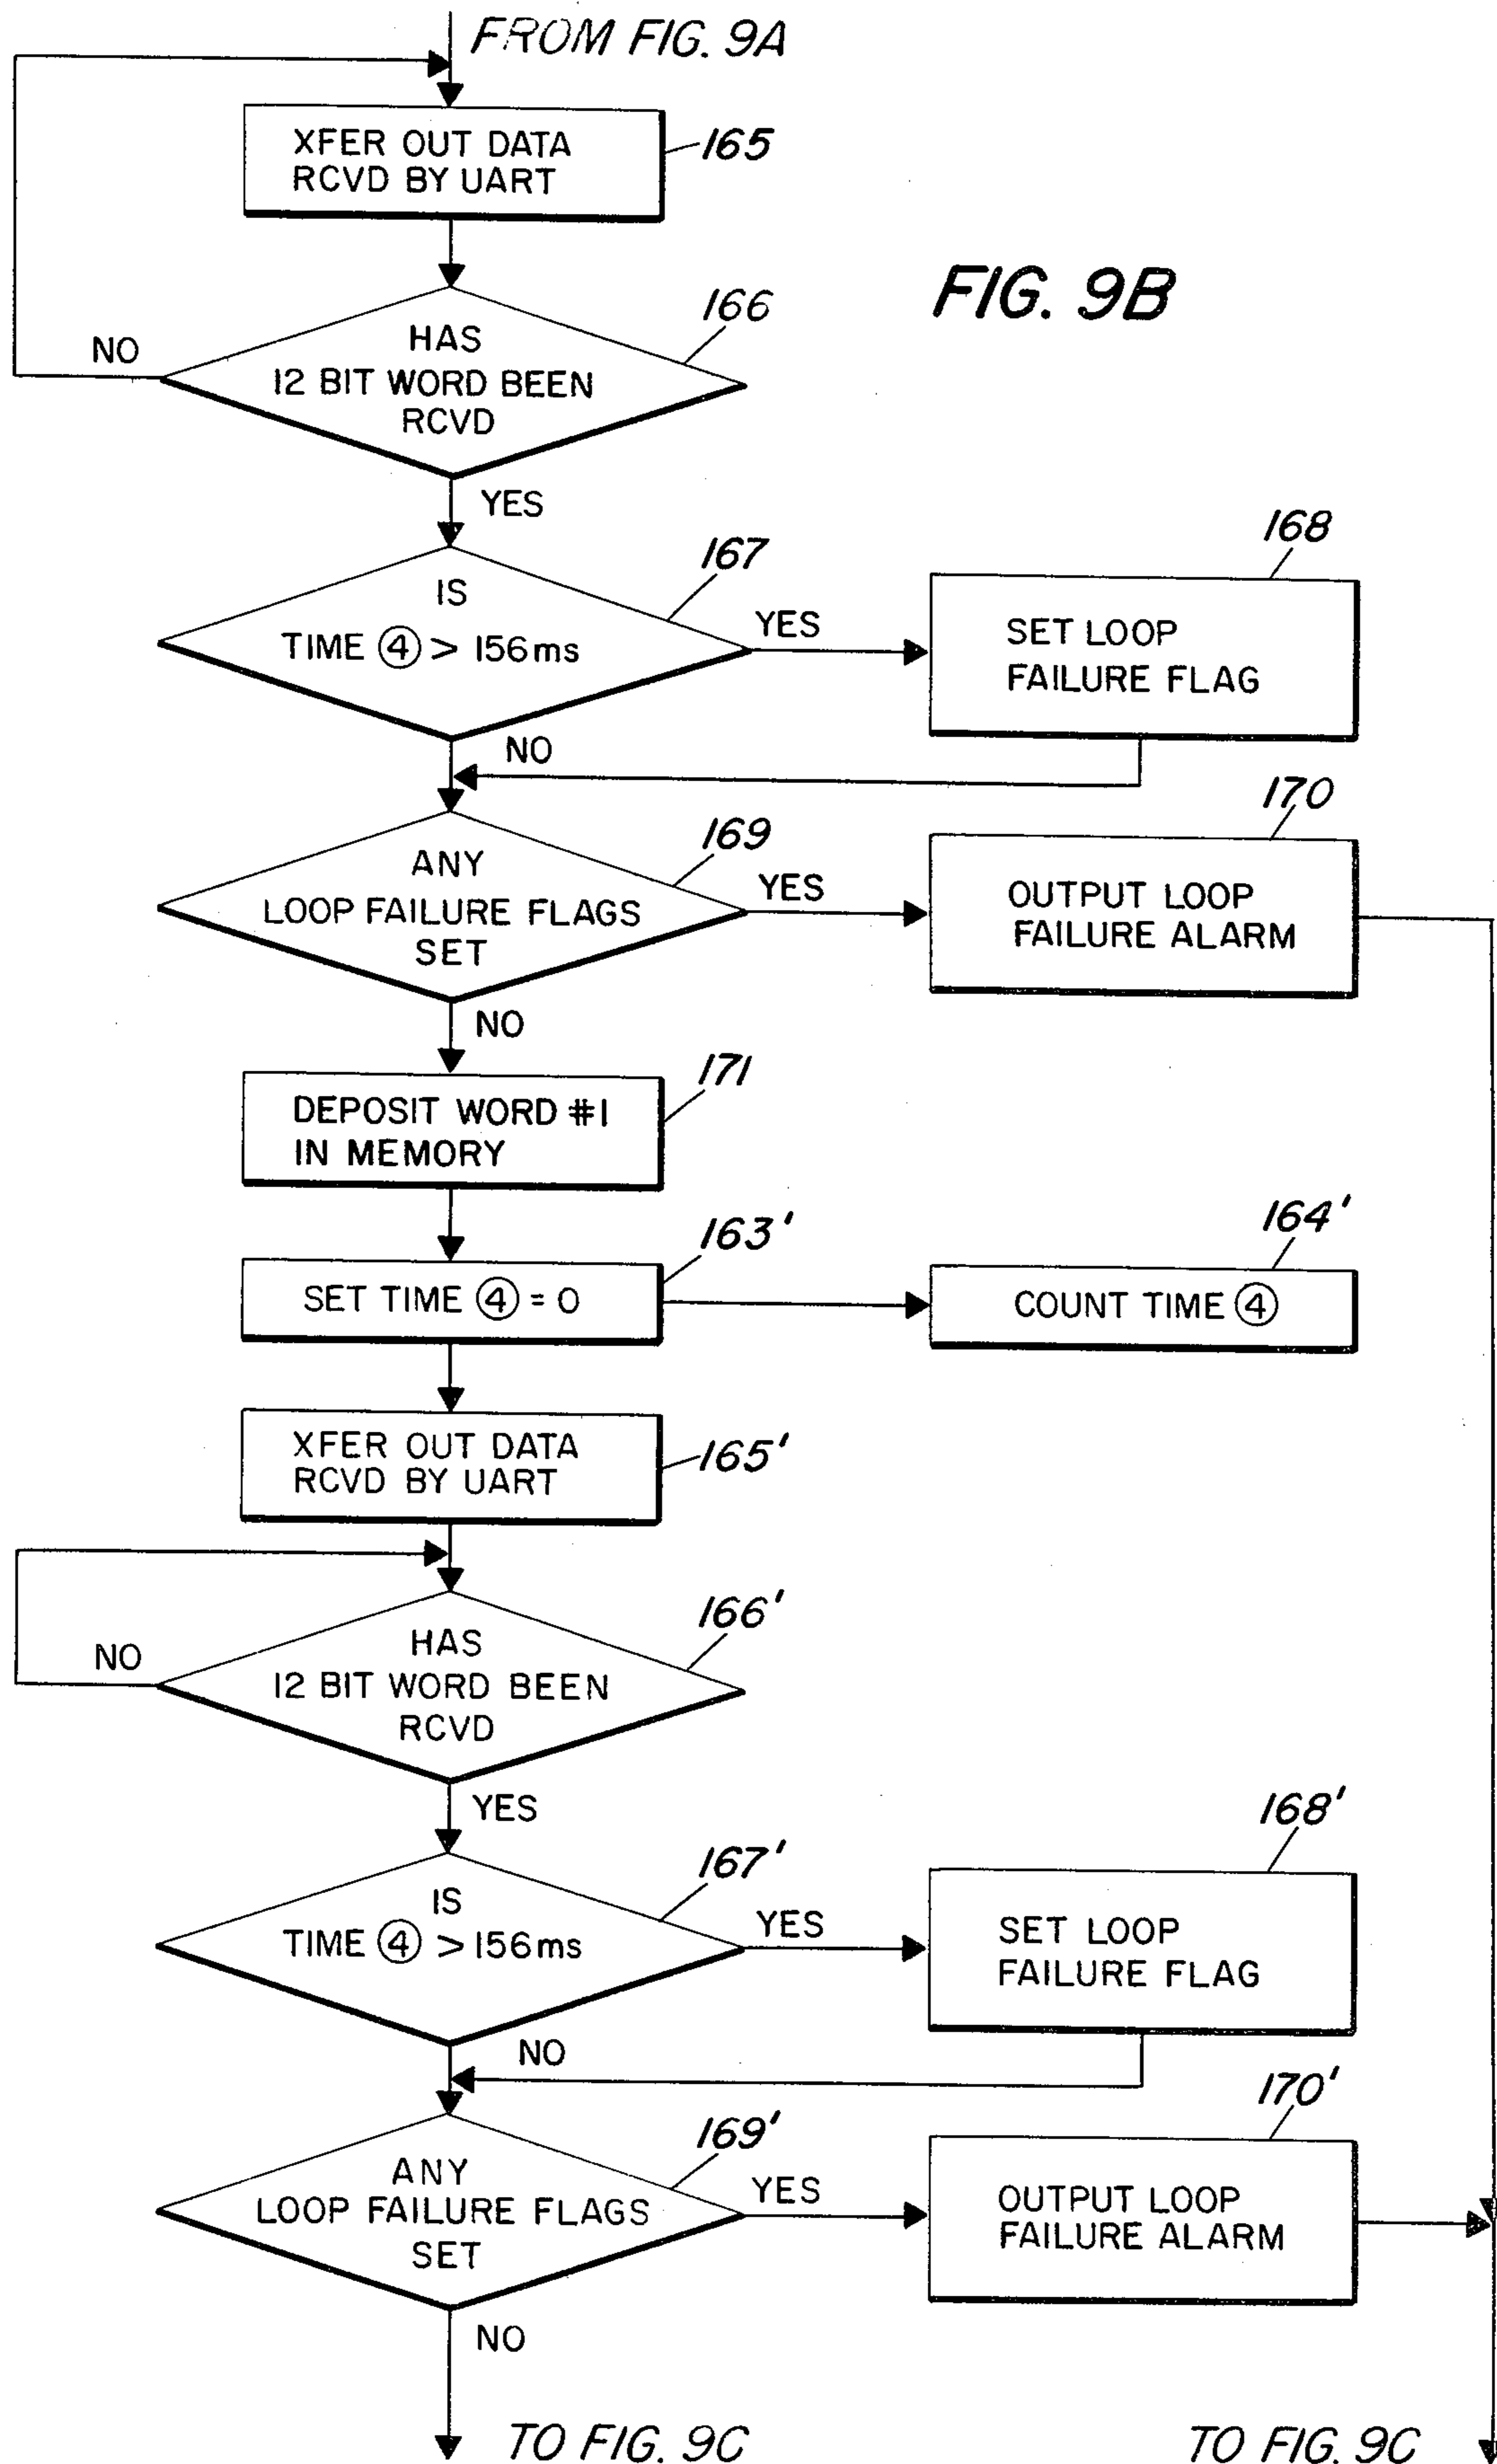 FROM FIG. 9A
XFER OUT DATA
RCVD BY UART
165
FIG. 9B
166
HAS
12 BIT WORD BEEN
RCVD
NO
YES
167
IS
TIME ④ > 156ms
YES
168
SET LOOP
FAILURE FLAG
NO
169
ANY
LOOP FAILURE FLAGS
SET
YES
170
OUTPUT LOOP
FAILURE ALARM
NO
171
DEPOSIT WORD #1
IN MEMORY
163'
SET TIME ④ = 0
164'
COUNT TIME ④
XFER OUT DATA
RCVD BY UART
165'
166'
HAS
12 BIT WORD BEEN
RCVD
NO
YES
167'
IS
TIME ④ > 156ms
YES
168'
SET LOOP
FAILURE FLAG
NO
169'
ANY
LOOP FAILURE FLAGS
SET
YES
170'
OUTPUT LOOP
FAILURE ALARM
NO
TO FIG. 9C
TO FIG. 9C